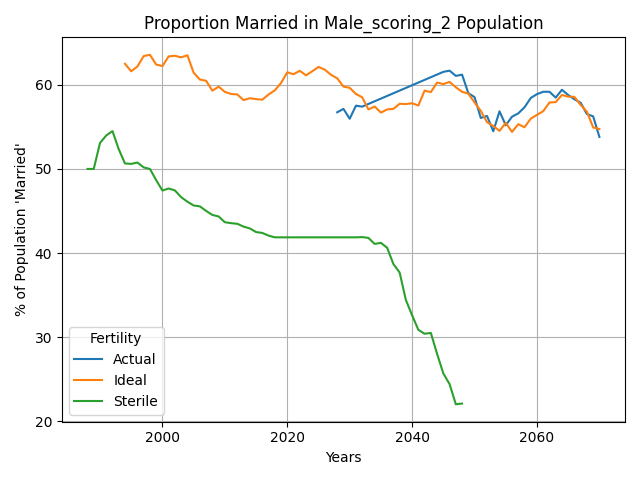 Proportion Married in Male_scoring_2 Population
% of Population 'Married'
60
50
40
30
20
Fertility
Actual
Ideal
Sterile
2000 2020 2040 2060
Years